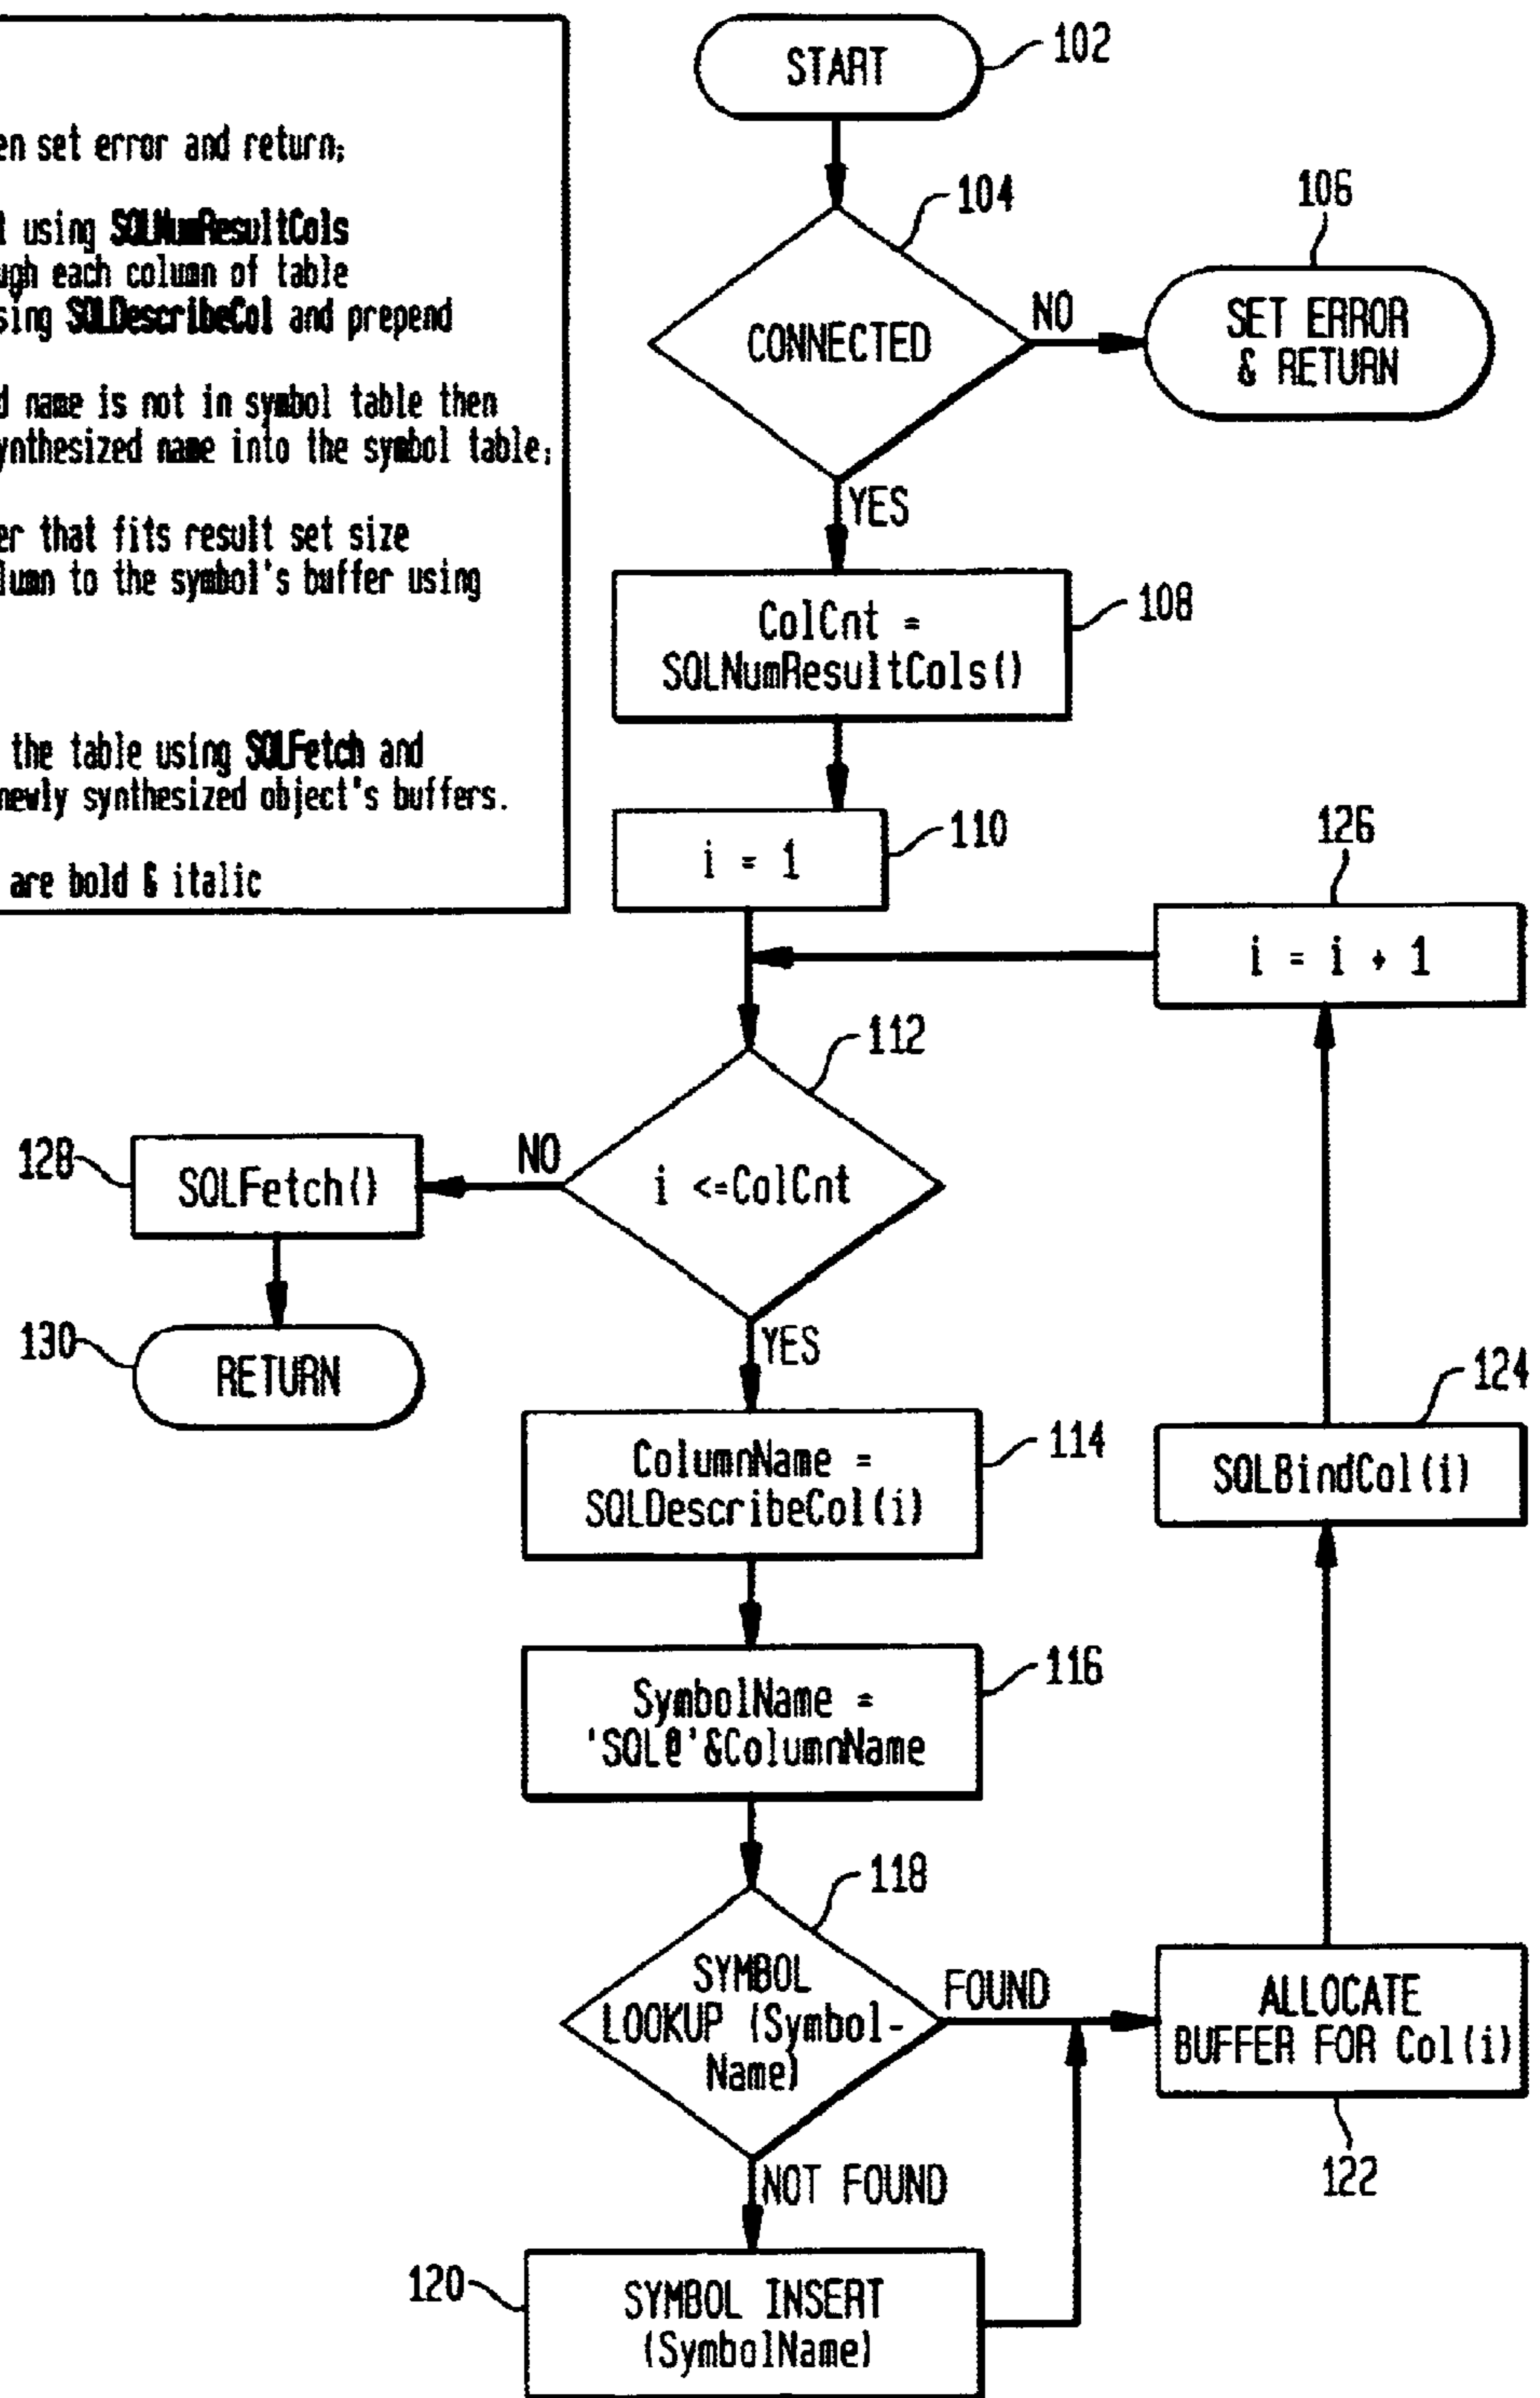 en set error and return;
using SQLNumResultCols
ugh each column of table
sing SQLDescribeCol and prepend
d name is not in symbol table then
ynthesized name into the symbol table;
er that fits result set size
lumn to the symbol's buffer using
the table using SQLFetch and
newly synthesized object's buffers.
are bold & italic
START
102
104
CONNECTED
NO
106
SET ERROR
& RETURN
YES
ColCnt =
SQLNumResultCols()
108
i = 1
110
126
i = i + 1
112
i <=ColCnt
NO
128
SQLFetch()
130
RETURN
YES
ColumnName =
SQLDescribeCol(i)
114
124
SQLBindCol(i)
SymbolName =
'SQL@'&ColumnName
116
118
SYMBOL
LOOKUP (Symbol-
Name)
FOUND
ALLOCATE
BUFFER FOR Col(i)
122
NOT FOUND
120
SYMBOL INSERT
(SymbolName)